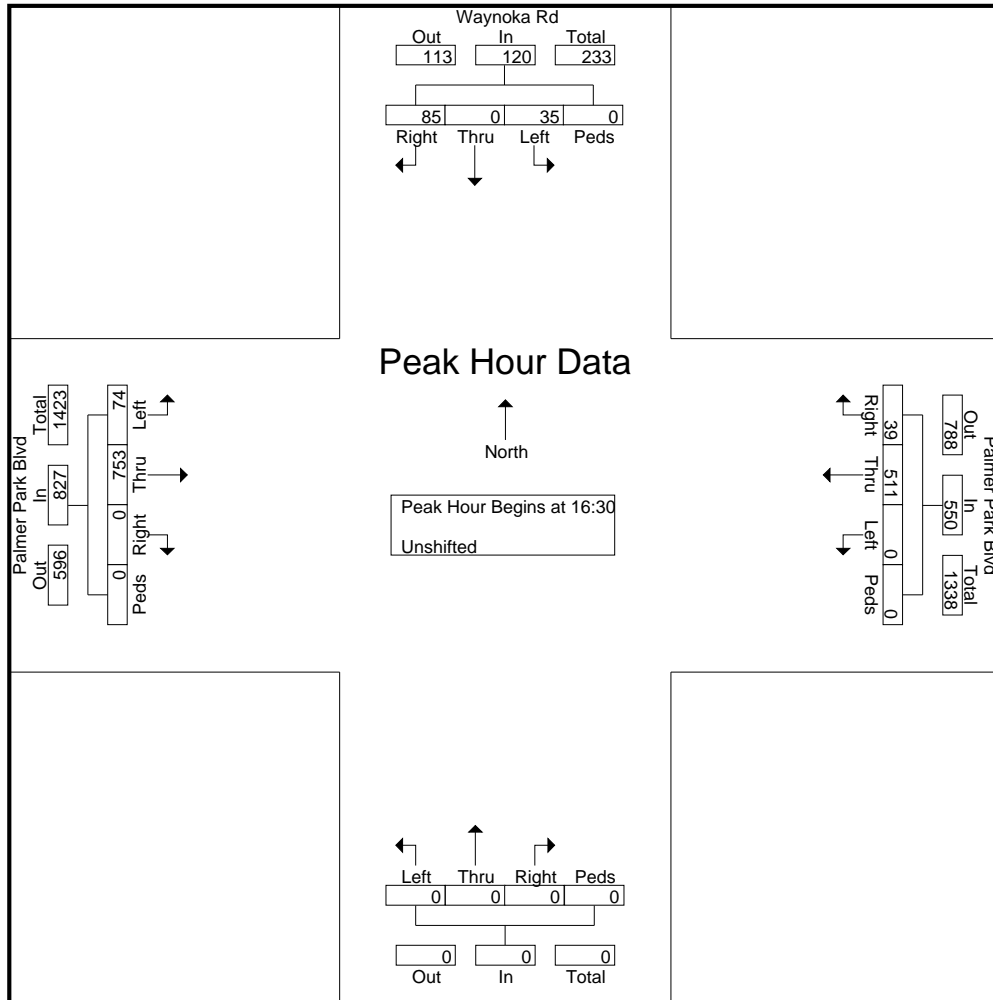 Waynoka Rd
Out In Total
113 120 233
85 0 35 0
Right Thru Left Peds
Peak Hour Data
North
Peak Hour Begins at 16:30
Unshifted
Palmer Park Blvd
Out In Total
596 827 1423
74 753 0 0
Left Thru Right Peds
Palmer Park Blvd
Out In Total
788 550 1338
39 511 0 0
Right Thru Left Peds
Left Thru Right Peds
0 0 0 0
0 0 0
Out In Total